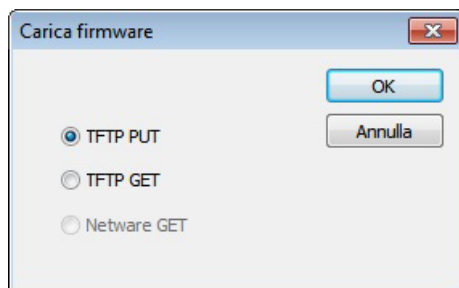 Carica firmware
OK
Annulla
TFTP PUT
TFTP GET
Netware GET